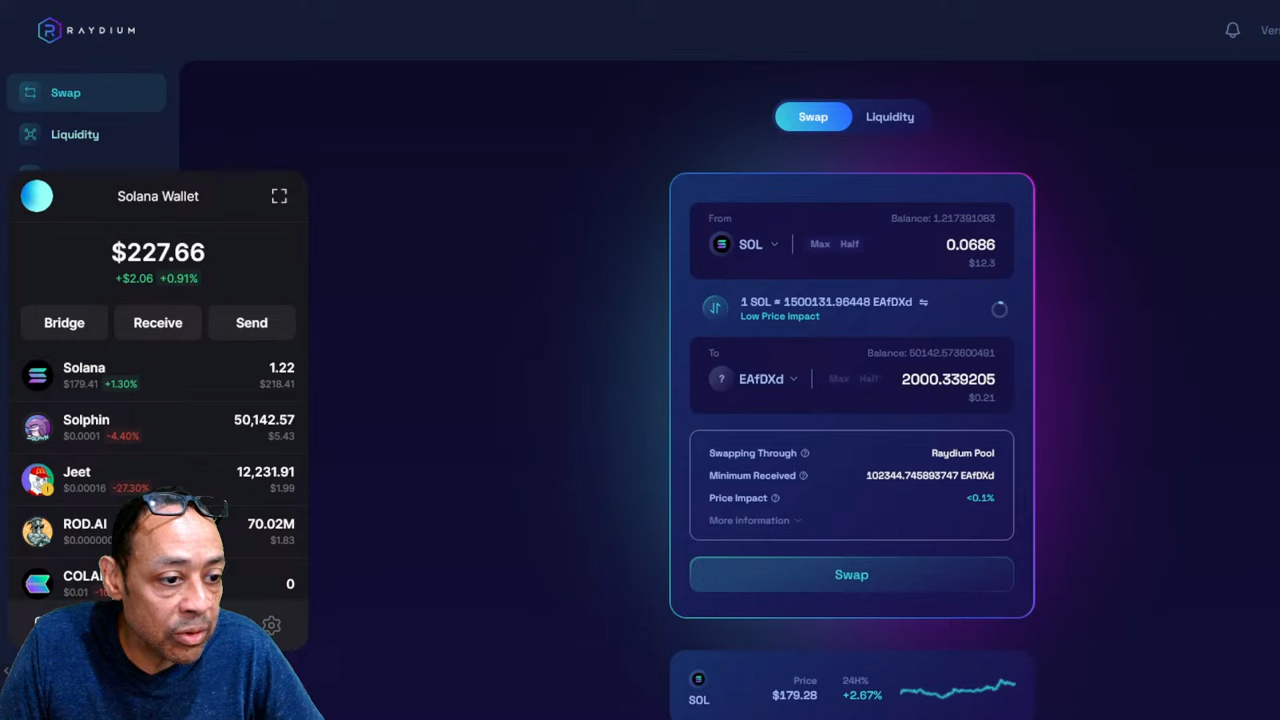 RAYDIUM
Swap
Liquidity
Swap Liquidity
Solana Wallet
$227.66
+$2.06 +0.91%
Bridge Receive Send
Solana 1.22
$179.41 +1.30% $218.41
Solphin 50,142.57
$0.0001 -4.40% $5.43
Jeet 12,231.91
$0.00016 -27.30% $1.99
ROD.AI 70.02M
$1.83
0
$0.01
From Balance: 1.217391083
SOL Max Half 0.0686
$12.3
1 SOL ≈ 1500131.96448 EAfDXd ⇋
Low Price Impact
To Balance: 50142.573600491
? EAfDXd Max Half 2000.339205
$0.21
Swapping Through Raydium Pool
Minimum Received 102344.745893747 EAfDXd
Price Impact <0.1%
More Information
Swap
SOL
Price 24H%
$179.28 +2.67%